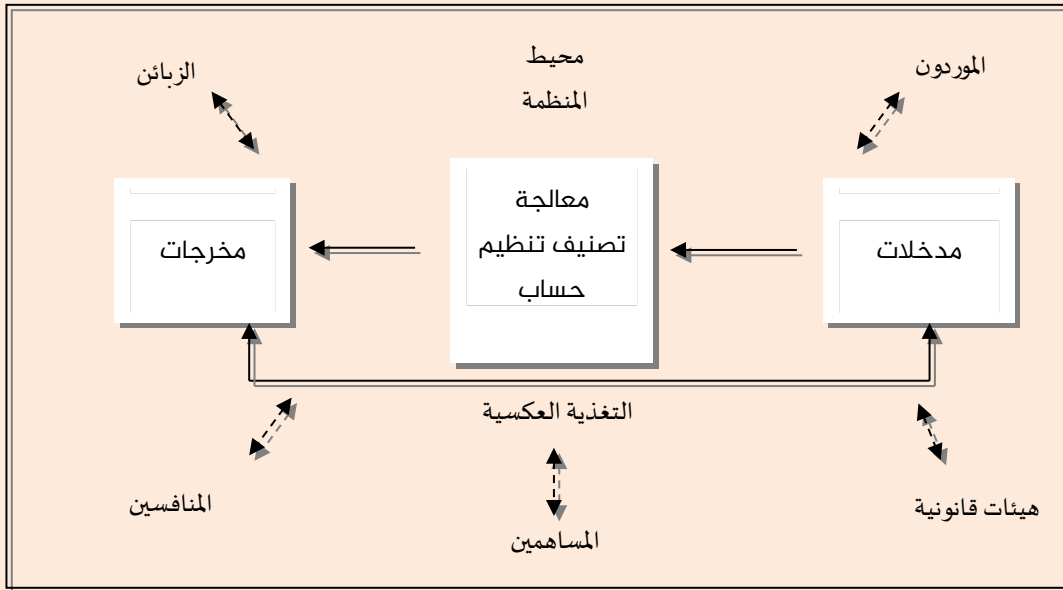 الموردون
محيط
المنظمة
الزبائن
مدخلات
معالجة
تصنيف تنظيم
حساب
مخرجات
التغذية العكسية
هيئات قانونية
المساهمين
المنافسين